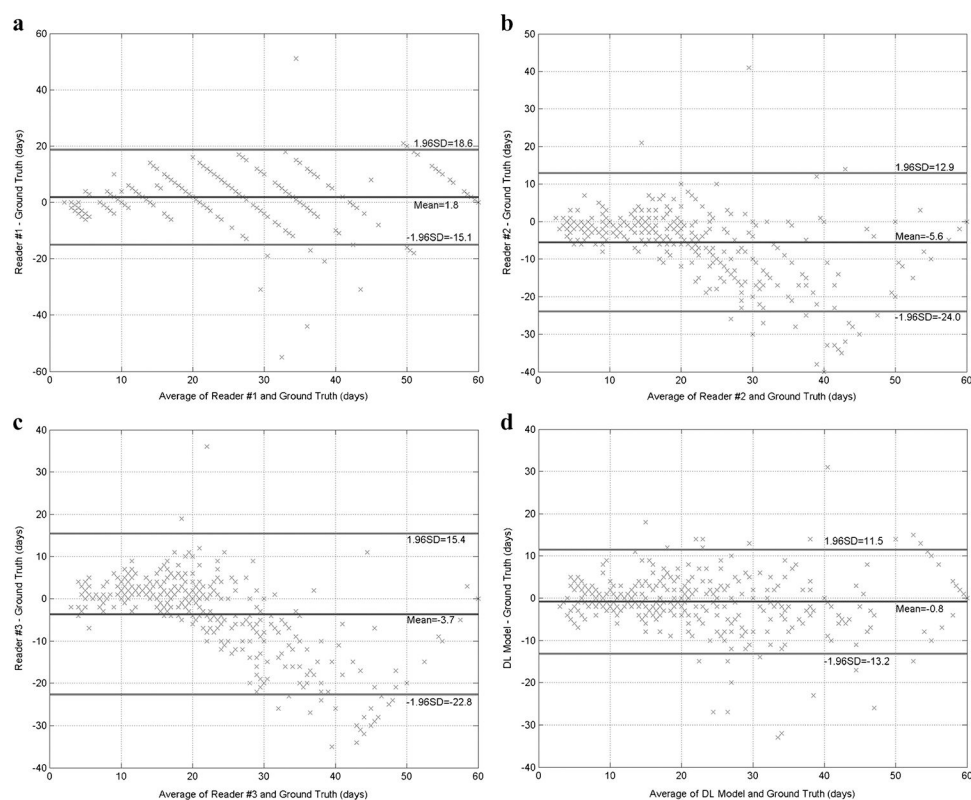 a
60
50
40
30
20
10
0
-10
-20
-30
-40
-50
-60
0
10
20
30
40
50
60
Reader #1 - Ground Truth (days)
Average of Reader #1 and Ground Truth (days)
1.96SD=18.6
Mean=1.8
-1.96SD=-15.1
b
50
40
30
20
10
0
-10
-20
-30
-40
0
10
20
30
40
50
60
Reader #2 - Ground Truth (days)
Average of Reader #2 and Ground Truth (days)
1.96SD=12.9
Mean=-5.6
-1.96SD=-24.0
c
40
30
20
10
0
-10
-20
-30
-40
0
10
20
30
40
50
60
Reader #3 - Ground Truth (days)
Average of Reader #3 and Ground Truth (days)
1.96SD=15.4
Mean=-3.7
-1.96SD=-22.8
d
40
30
20
10
0
-10
-20
-30
-40
0
10
20
30
40
50
60
DL Model - Ground Truth (days)
Average of DL Model and Ground Truth (days)
1.96SD=11.5
Mean=-0.8
-1.96SD=-13.2